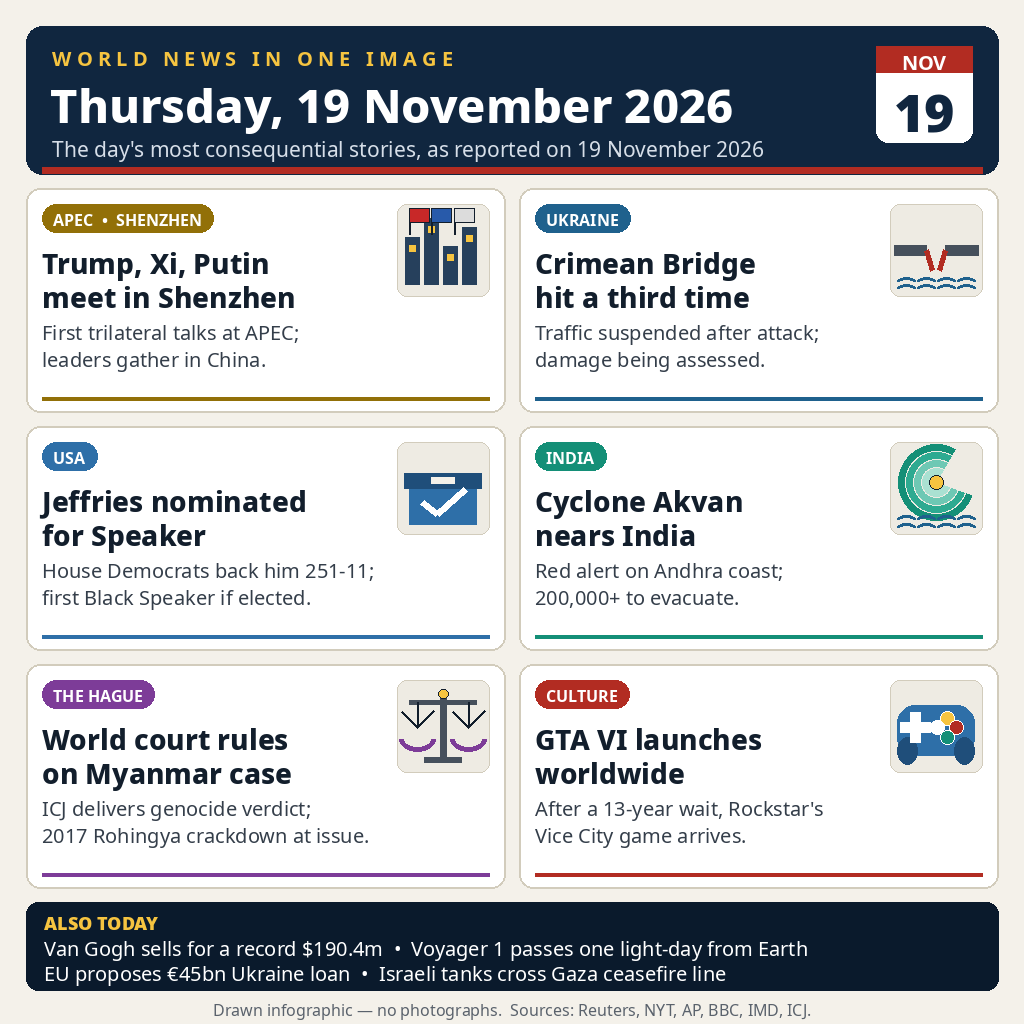 WORLD NEWS IN ONE IMAGE
Thursday, 19 November 2026
The day's most consequential stories, as reported on 19 November 2026
NOV
19
APEC • SHENZHEN
Trump, Xi, Putin
meet in Shenzhen
First trilateral talks at APEC;
leaders gather in China.
UKRAINE
Crimean Bridge
hit a third time
Traffic suspended after attack;
damage being assessed.
USA
Jeffries nominated
for Speaker
House Democrats back him 251-11;
first Black Speaker if elected.
INDIA
Cyclone Akvan
nears India
Red alert on Andhra coast;
200,000+ to evacuate.
THE HAGUE
World court rules
on Myanmar case
ICJ delivers genocide verdict;
2017 Rohingya crackdown at issue.
CULTURE
GTA VI launches
worldwide
After a 13-year wait, Rockstar's
Vice City game arrives.
ALSO TODAY
Van Gogh sells for a record $190.4m • Voyager 1 passes one light-day from Earth
EU proposes €45bn Ukraine loan • Israeli tanks cross Gaza ceasefire line
Drawn infographic — no photographs. Sources: Reuters, NYT, AP, BBC, IMD, ICJ.